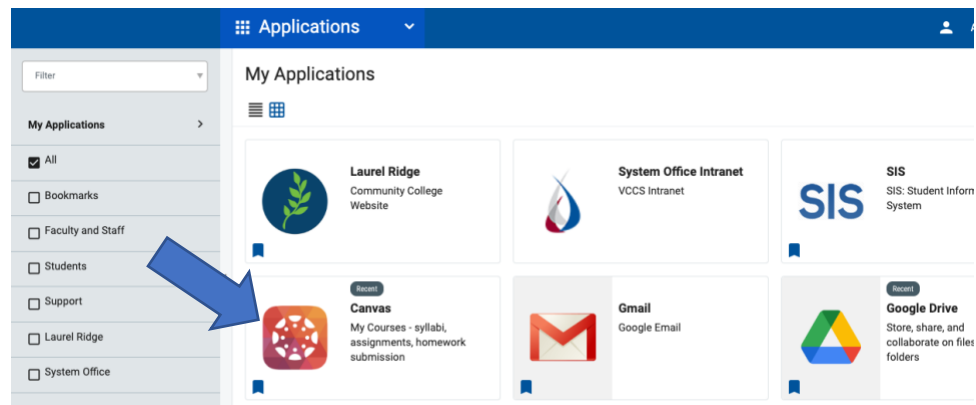 Applications
Filter
My Applications
All
Bookmarks
Faculty and Staff
Students
Support
Laurel Ridge
System Office
My Applications
Laurel Ridge
Community College
Website
System Office Intranet
VCCS Intranet
SIS
SIS
SIS: Student Inform
System
Recent
Canvas
My Courses - syllabi,
assignments, homework
submission
Gmail
Google Email
Recent
Google Drive
Store, share, and
collaborate on files
folders